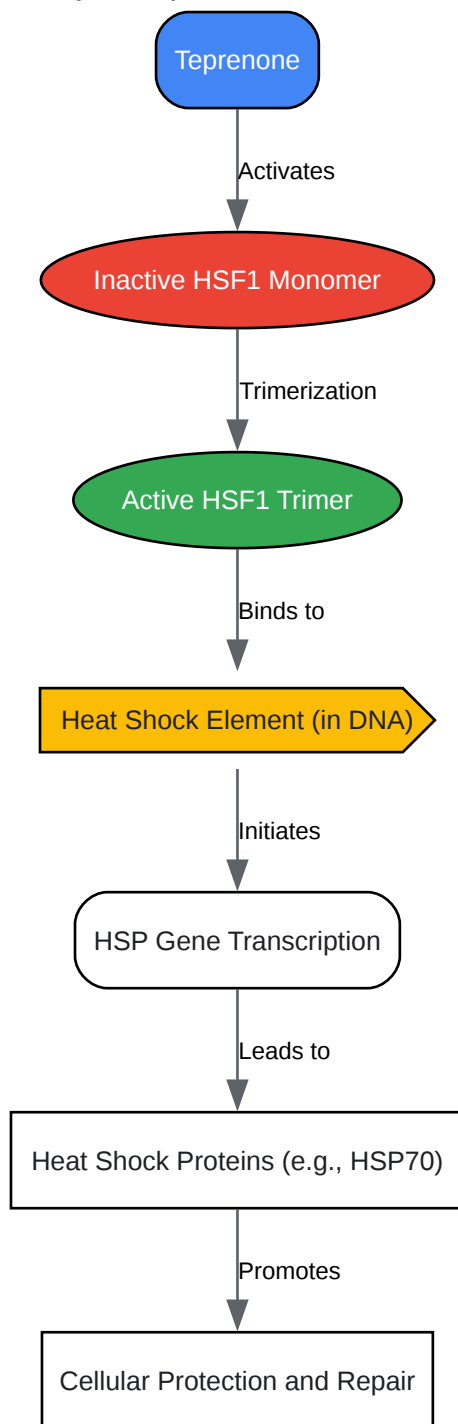 Teprenone
Activates
Inactive HSF1 Monomer
Trimerization
Active HSF1 Trimer
Binds to
Heat Shock Element (in DNA)
Initiates
HSP Gene Transcription
Leads to
Heat Shock Proteins (e.g., HSP70)
Promotes
Cellular Protection and Repair